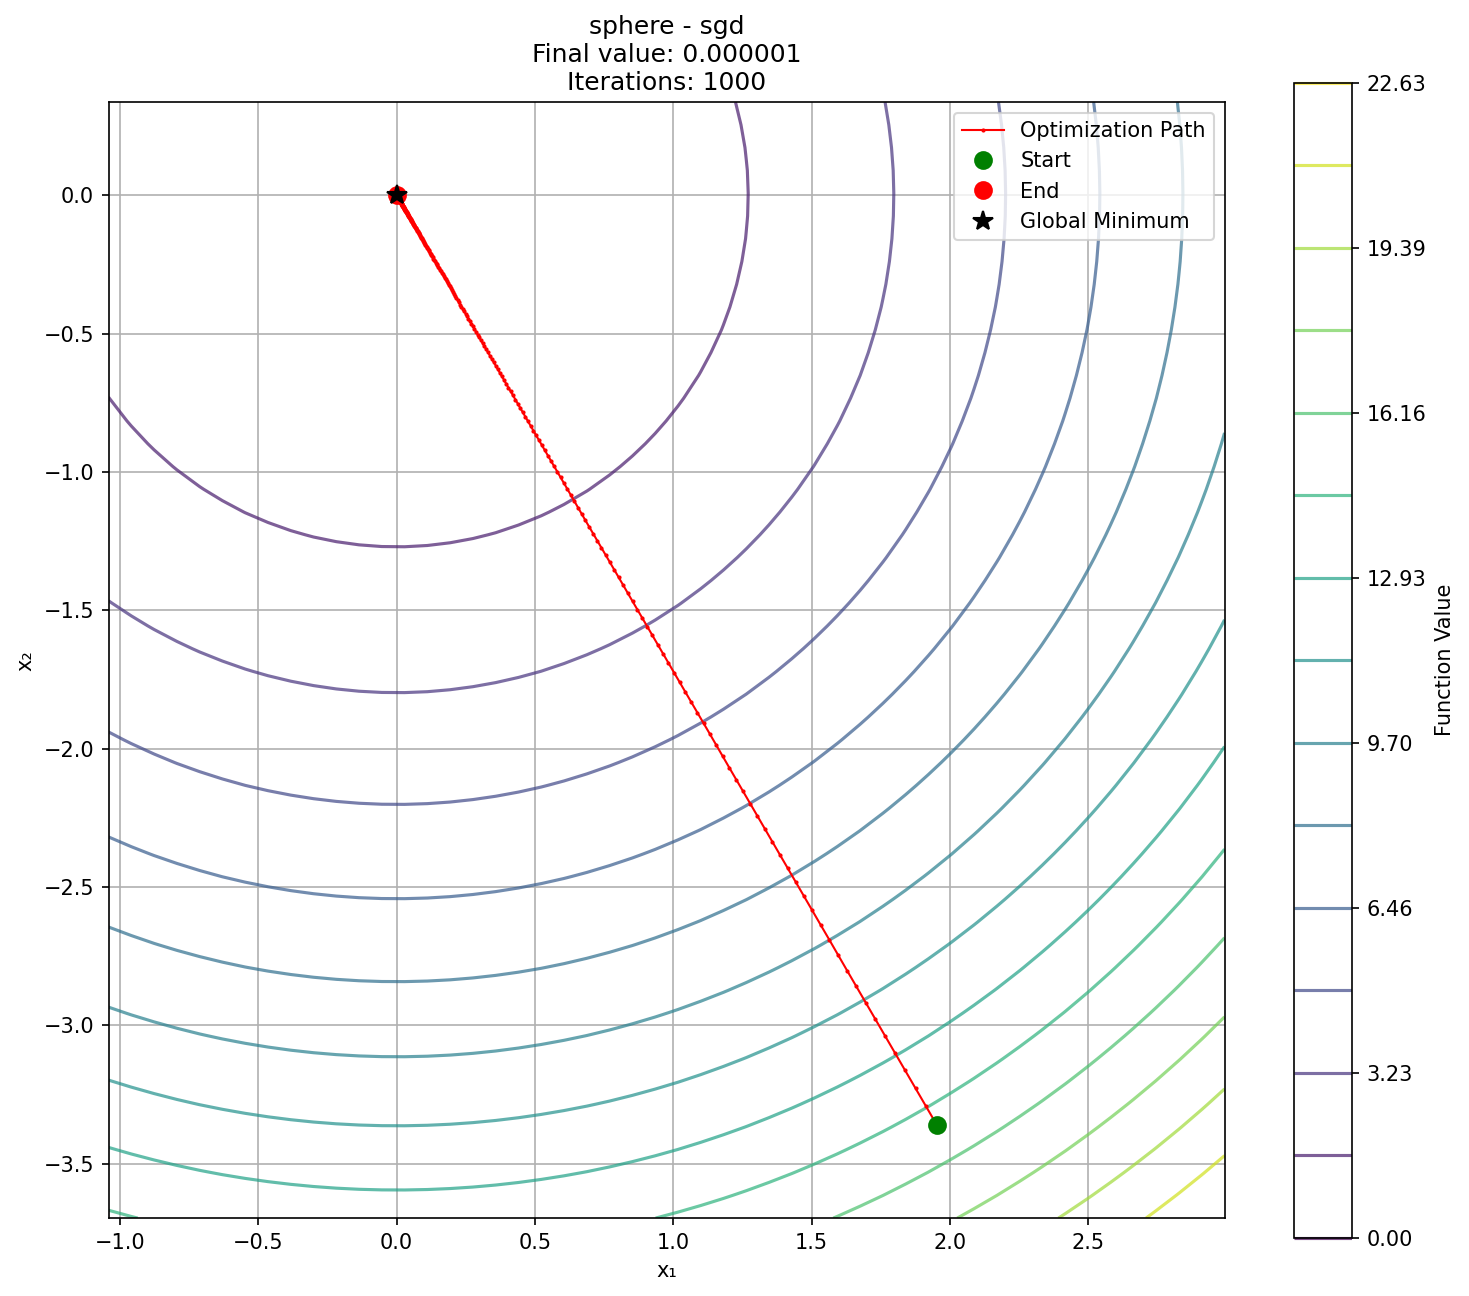 sphere - sgd
Final value: 0.000001
Iterations: 1000
Optimization Path
Start
End
Global Minimum
0.0
−0.5
−1.0
−1.5
−2.0
−2.5
−3.0
−3.5
x₂
−1.0 −0.5 0.0 0.5 1.0 1.5 2.0 2.5
x₁
22.63
19.39
16.16
12.93
9.70
6.46
3.23
0.00
Function Value